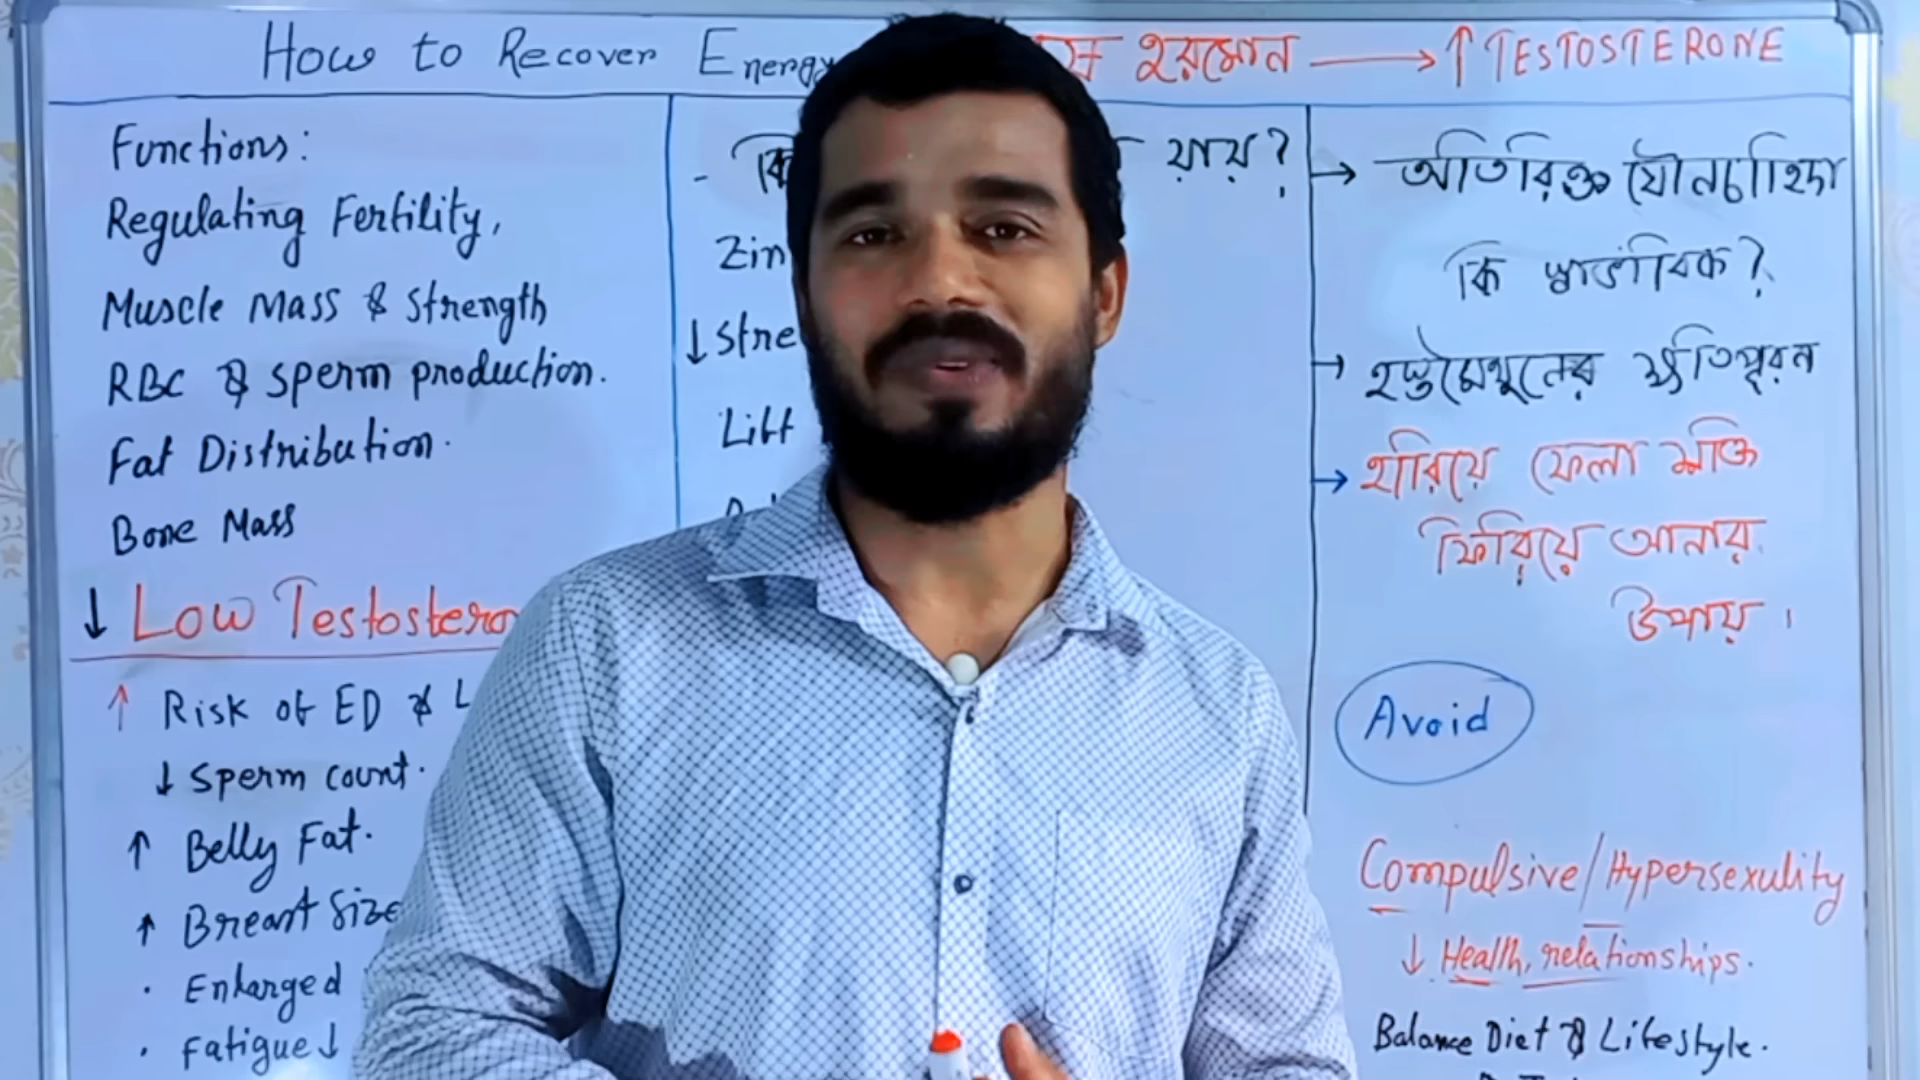 How to Recover Energy হরমোন → ↑ TESTOSTERONE
Functions:
Regulating Fertility,
Muscle Mass & Strength
RBC & Sperm production.
Fat Distribution.
Bone Mass
↓ Low Testostero
↑ Risk of ED & L
↓ Sperm count.
↑ Belly Fat.
↑ Breast Size
· Enlarged
· Fatigue ↓
- কি যায়?
Zin
↓ Stre
Lift
→ অতিরিক্ত যৌনচাহিদা
কি স্বাভাবিক?
→ হস্তমৈথুনের ক্ষতিপূরন
→ হারিয়ে ফেলা শক্তি
ফিরিয়ে আনার
উপায় ।
Avoid
Compulsive/Hypersexulity
↓ Health, relationships.
Balance Diet & Lifestyle.